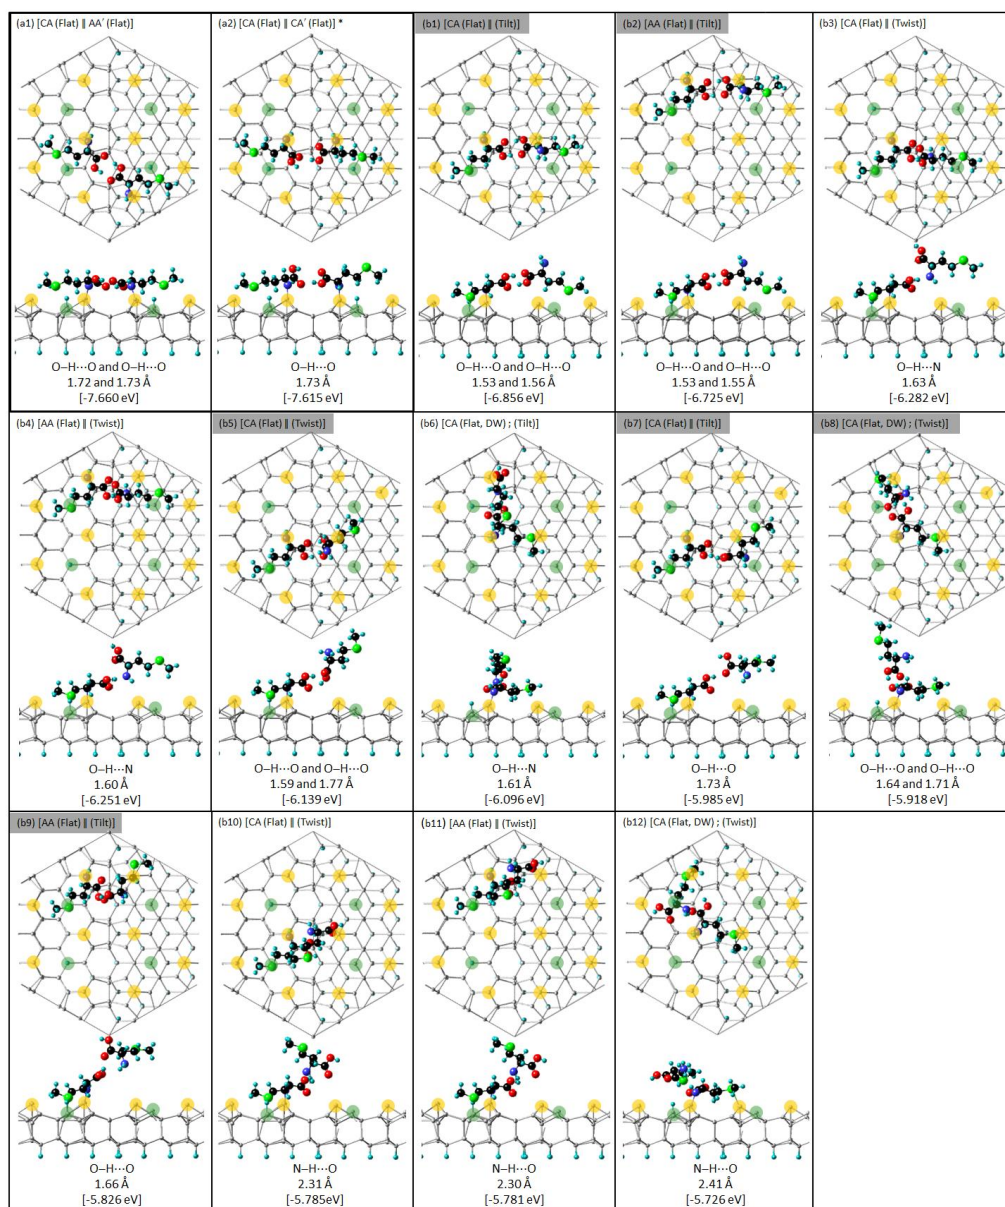 (a1) [CA (Flat) ∥ AA′ (Flat)]
(a2) [CA (Flat) ∥ CA′ (Flat)] *
(b1) [CA (Flat) ∥ (Tilt)]
(b2) [AA (Flat) ∥ (Tilt)]
(b3) [CA (Flat) ∥ (Twist)]
O–H⋯O and O–H⋯O
1.72 and 1.73 Å
[-7.660 eV]
O–H⋯O
1.73 Å
[-7.615 eV]
O–H⋯O and O–H⋯O
1.53 and 1.56 Å
[-6.856 eV]
O–H⋯O and O–H⋯O
1.53 and 1.55 Å
[-6.725 eV]
O–H⋯N
1.63 Å
[-6.282 eV]
(b4) [AA (Flat) ∥ (Twist)]
(b5) [CA (Flat) ∥ (Twist)]
(b6) [CA (Flat, DW) ; (Tilt)]
(b7) [CA (Flat) ∥ (Tilt)]
(b8) [CA (Flat, DW) ; (Twist)]
O–H⋯N
1.60 Å
[-6.251 eV]
O–H⋯O and O–H⋯O
1.59 and 1.77 Å
[-6.139 eV]
O–H⋯N
1.61 Å
[-6.096 eV]
O–H⋯O
1.73 Å
[-5.985 eV]
O–H⋯O and O–H⋯O
1.64 and 1.71 Å
[-5.918 eV]
(b9) [AA (Flat) ∥ (Tilt)]
(b10) [CA (Flat) ∥ (Twist)]
(b11) [AA (Flat) ∥ (Twist)]
(b12) [CA (Flat, DW) ; (Twist)]
O–H⋯O
1.66 Å
[-5.826 eV]
N–H⋯O
2.31 Å
[-5.785eV]
N–H⋯O
2.30 Å
[-5.781 eV]
N–H⋯O
2.41 Å
[-5.726 eV]